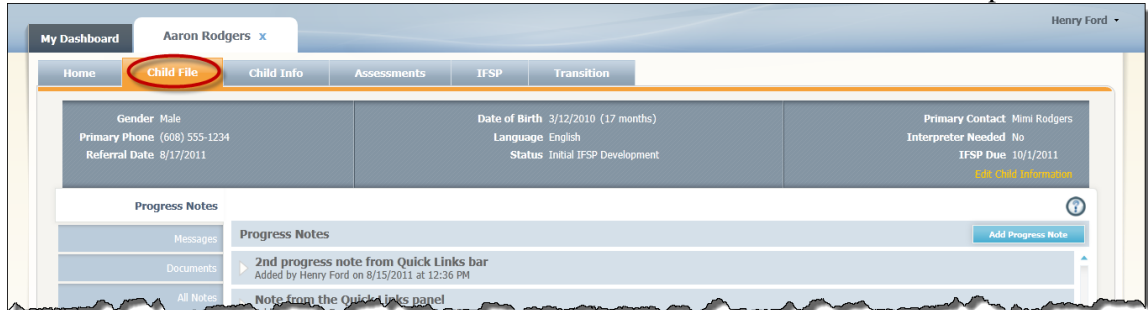 Henry Ford
My Dashboard Aaron Rodgers x
Home Child File Child Info Assessments IFSP Transition
Gender Male Date of Birth 3/12/2010 (17 months) Primary Contact Mimi Rodgers
Primary Phone (608) 555-1234 Language English Interpreter Needed No
Referral Date 8/17/2011 Status Initial IFSP Development IFSP Due 10/1/2011
Edit Child Information
Progress Notes ?
Messages Progress Notes Add Progress Note
Documents 2nd progress note from Quick Links bar
Added by Henry Ford on 8/15/2011 at 12:36 PM
All Notes Note from the Quick Links panel